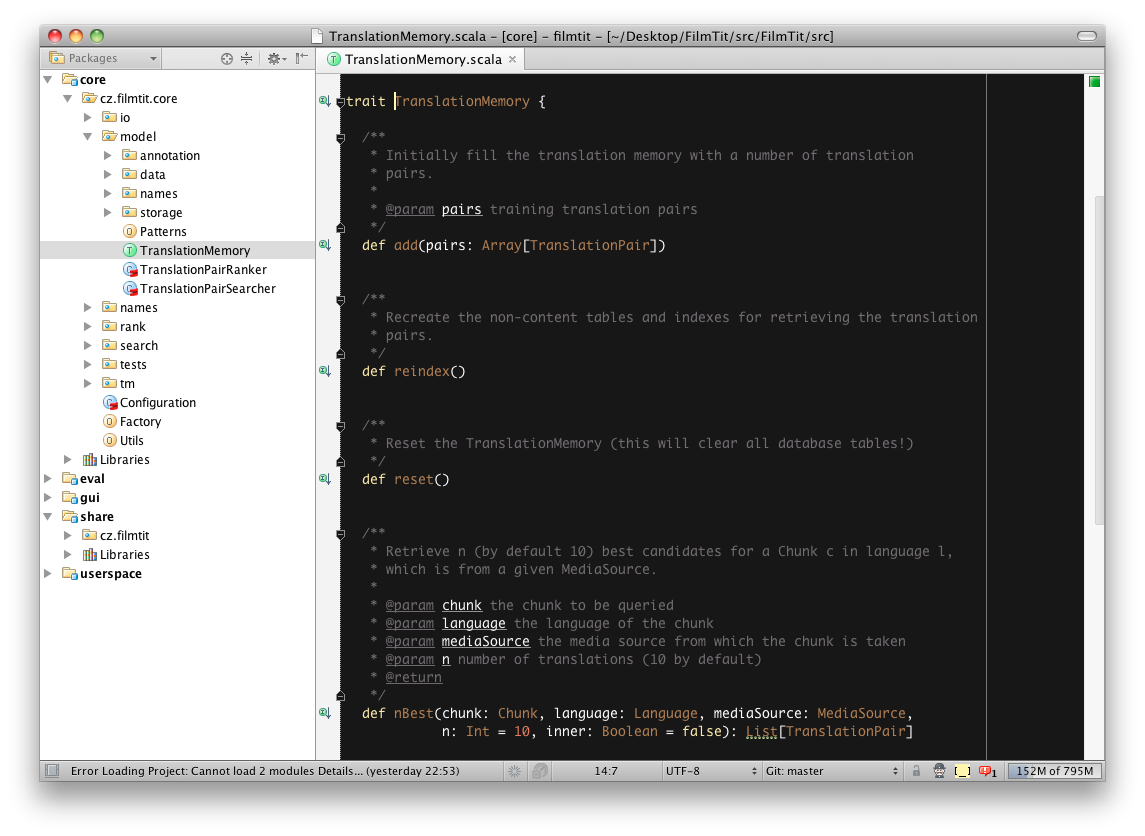 TranslationMemory.scala – [core] – filmtit – [~/Desktop/FilmTit/src/FilmTit/src]
Packages
TranslationMemory.scala
core
cz.filmtit.core
io
model
annotation
data
names
storage
Patterns
TranslationMemory
TranslationPairRanker
TranslationPairSearcher
names
rank
search
tests
tm
Configuration
Factory
Utils
Libraries
eval
gui
share
cz.filmtit
Libraries
userspace
trait TranslationMemory {
/**
* Initially fill the translation memory with a number of translation
* pairs.
*
* @param pairs training translation pairs
*/
def add(pairs: Array[TranslationPair])
/**
* Recreate the non-content tables and indexes for retrieving the translation
* pairs.
*/
def reindex()
/**
* Reset the TranslationMemory (this will clear all database tables!)
*/
def reset()
/**
* Retrieve n (by default 10) best candidates for a Chunk c in language l,
* which is from a given MediaSource.
*
* @param chunk the chunk to be queried
* @param language the language of the chunk
* @param mediaSource the media source from which the chunk is taken
* @param n number of translations (10 by default)
* @return
*/
def nBest(chunk: Chunk, language: Language, mediaSource: MediaSource,
n: Int = 10, inner: Boolean = false): List[TranslationPair]
Error Loading Project: Cannot load 2 modules Details... (yesterday 22:53)
14:7
UTF-8
Git: master
1
152M of 795M